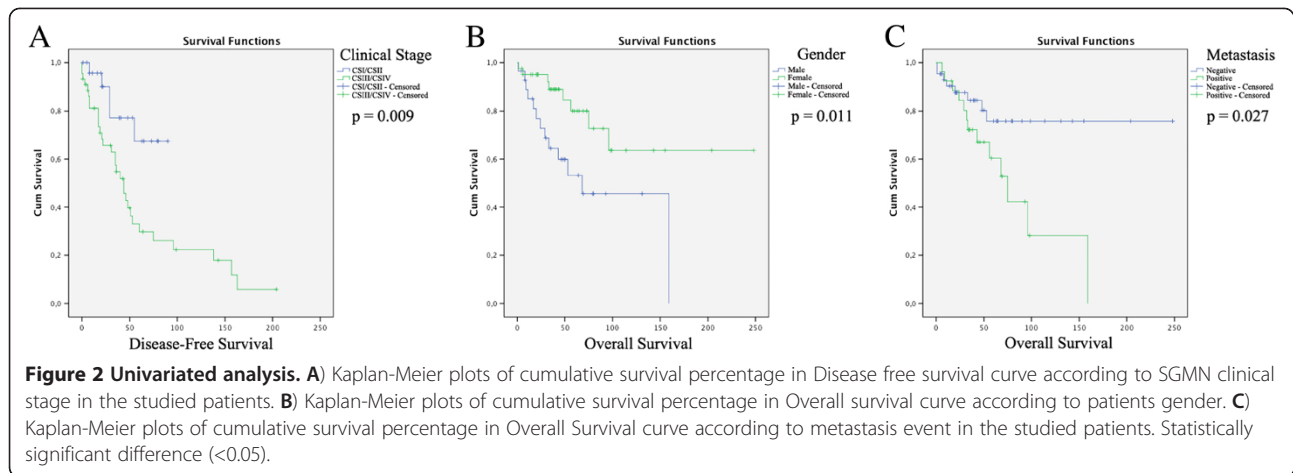 A
Survival Functions
Clinical Stage
CSI/CSII
CSIII/CSIV
CSI/CSII - Censored
CSIII/CSIV - Censored
p = 0.009
Cum Survival
1,0
0,8
0,6
0,4
0,2
0,0
0 50 100 150 200 250
Disease-Free Survival
B
Survival Functions
Gender
Male
Female
Male - Censored
Female - Censored
p = 0.011
Cum Survival
1,0
0,8
0,6
0,4
0,2
0,0
0 50 100 150 200 250
Overall Survival
C
Survival Functions
Metastasis
Negative
Positive
Negative - Censored
Positive - Censored
p = 0.027
Cum Survival
1,0
0,8
0,6
0,4
0,2
0,0
0 50 100 150 200 250
Overall Survival
Figure 2 Univariated analysis. A) Kaplan-Meier plots of cumulative survival percentage in Disease free survival curve according to SGMN clinical
stage in the studied patients. B) Kaplan-Meier plots of cumulative survival percentage in Overall survival curve according to patients gender. C)
Kaplan-Meier plots of cumulative survival percentage in Overall Survival curve according to metastasis event in the studied patients. Statistically
significant difference (<0.05).